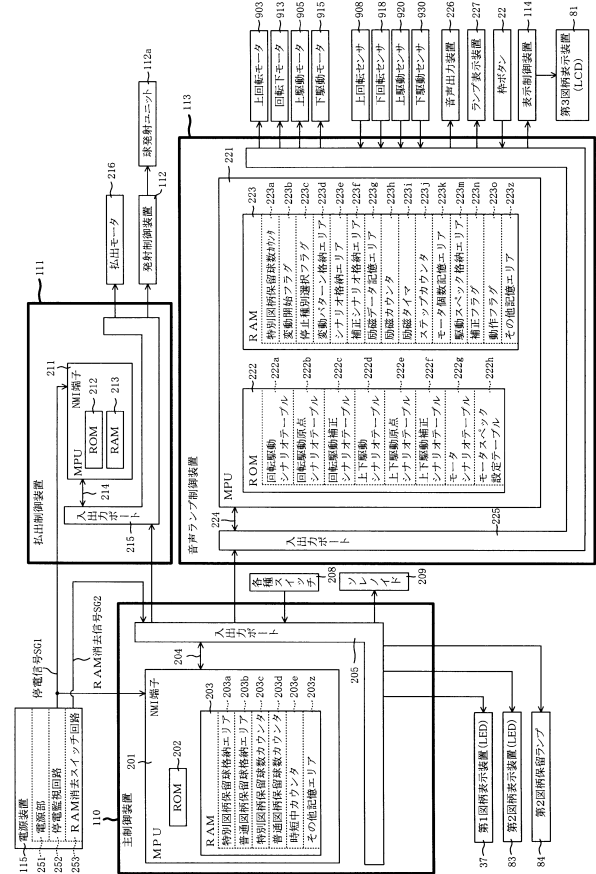 115 電源装置
251 電源部
252 停電監視回路
253 RAM消去スイッチ回路
停電信号SG1
RAM消去信号SG2
払出制御装置
111
MPU
NMI端子
211
ROM
212
RAM
213
214
入出力ポート
215
払出モータ
216
発射制御装置
112
球発射ユニット
112a
110
主制御装置
MPU
201
NMI端子
ROM
202
RAM
203
特別図柄保留球格納エリア 203a
普通図柄保留球格納エリア 203b
特別図柄保留球数カウンタ 203c
普通図柄保留球数カウンタ 203d
時短中カウンタ 203e
その他記憶エリア 203z
204
入出力ポート
205
各種スイッチ
208
ソレノイド
209
37 第1図柄表示装置(LED)
83 第2図柄表示装置(LED)
84 第2図柄保留ランプ
音声ランプ制御装置
113
MPU
221
ROM
222
回転駆動
シナリオテーブル
222a
回転駆動原点
シナリオテーブル
222b
回転駆動補正
シナリオテーブル
222c
上下駆動
シナリオテーブル
222d
上下駆動原点
シナリオテーブル
222e
上下駆動補正
シナリオテーブル
222f
モータ
シナリオテーブル
222g
モータスペック
設定テーブル
222h
RAM
223
特別図柄保留球数カウンタ 223a
変動開始フラグ 223b
停止種別選択フラグ 223c
変動パターン格納エリア 223d
シナリオ格納エリア 223e
補正シナリオ格納エリア 223f
励磁データ記憶エリア 223g
励磁カウンタ 223h
励磁タイマ 223i
ステップカウンタ 223j
モータ個数記憶エリア 223k
駆動スペック格納エリア 223m
補正フラグ 223n
動作フラグ 223o
その他記憶エリア 223z
224
入出力ポート
225
上回転モータ 903
回転下モータ 913
上駆動モータ 905
下駆動モータ 915
上回転センサ 908
下回転センサ 918
上駆動センサ 920
下駆動センサ 930
音声出力装置 226
ランプ表示装置 227
枠ボタン 22
表示制御装置 114
第3図柄表示装置
(LCD)
81